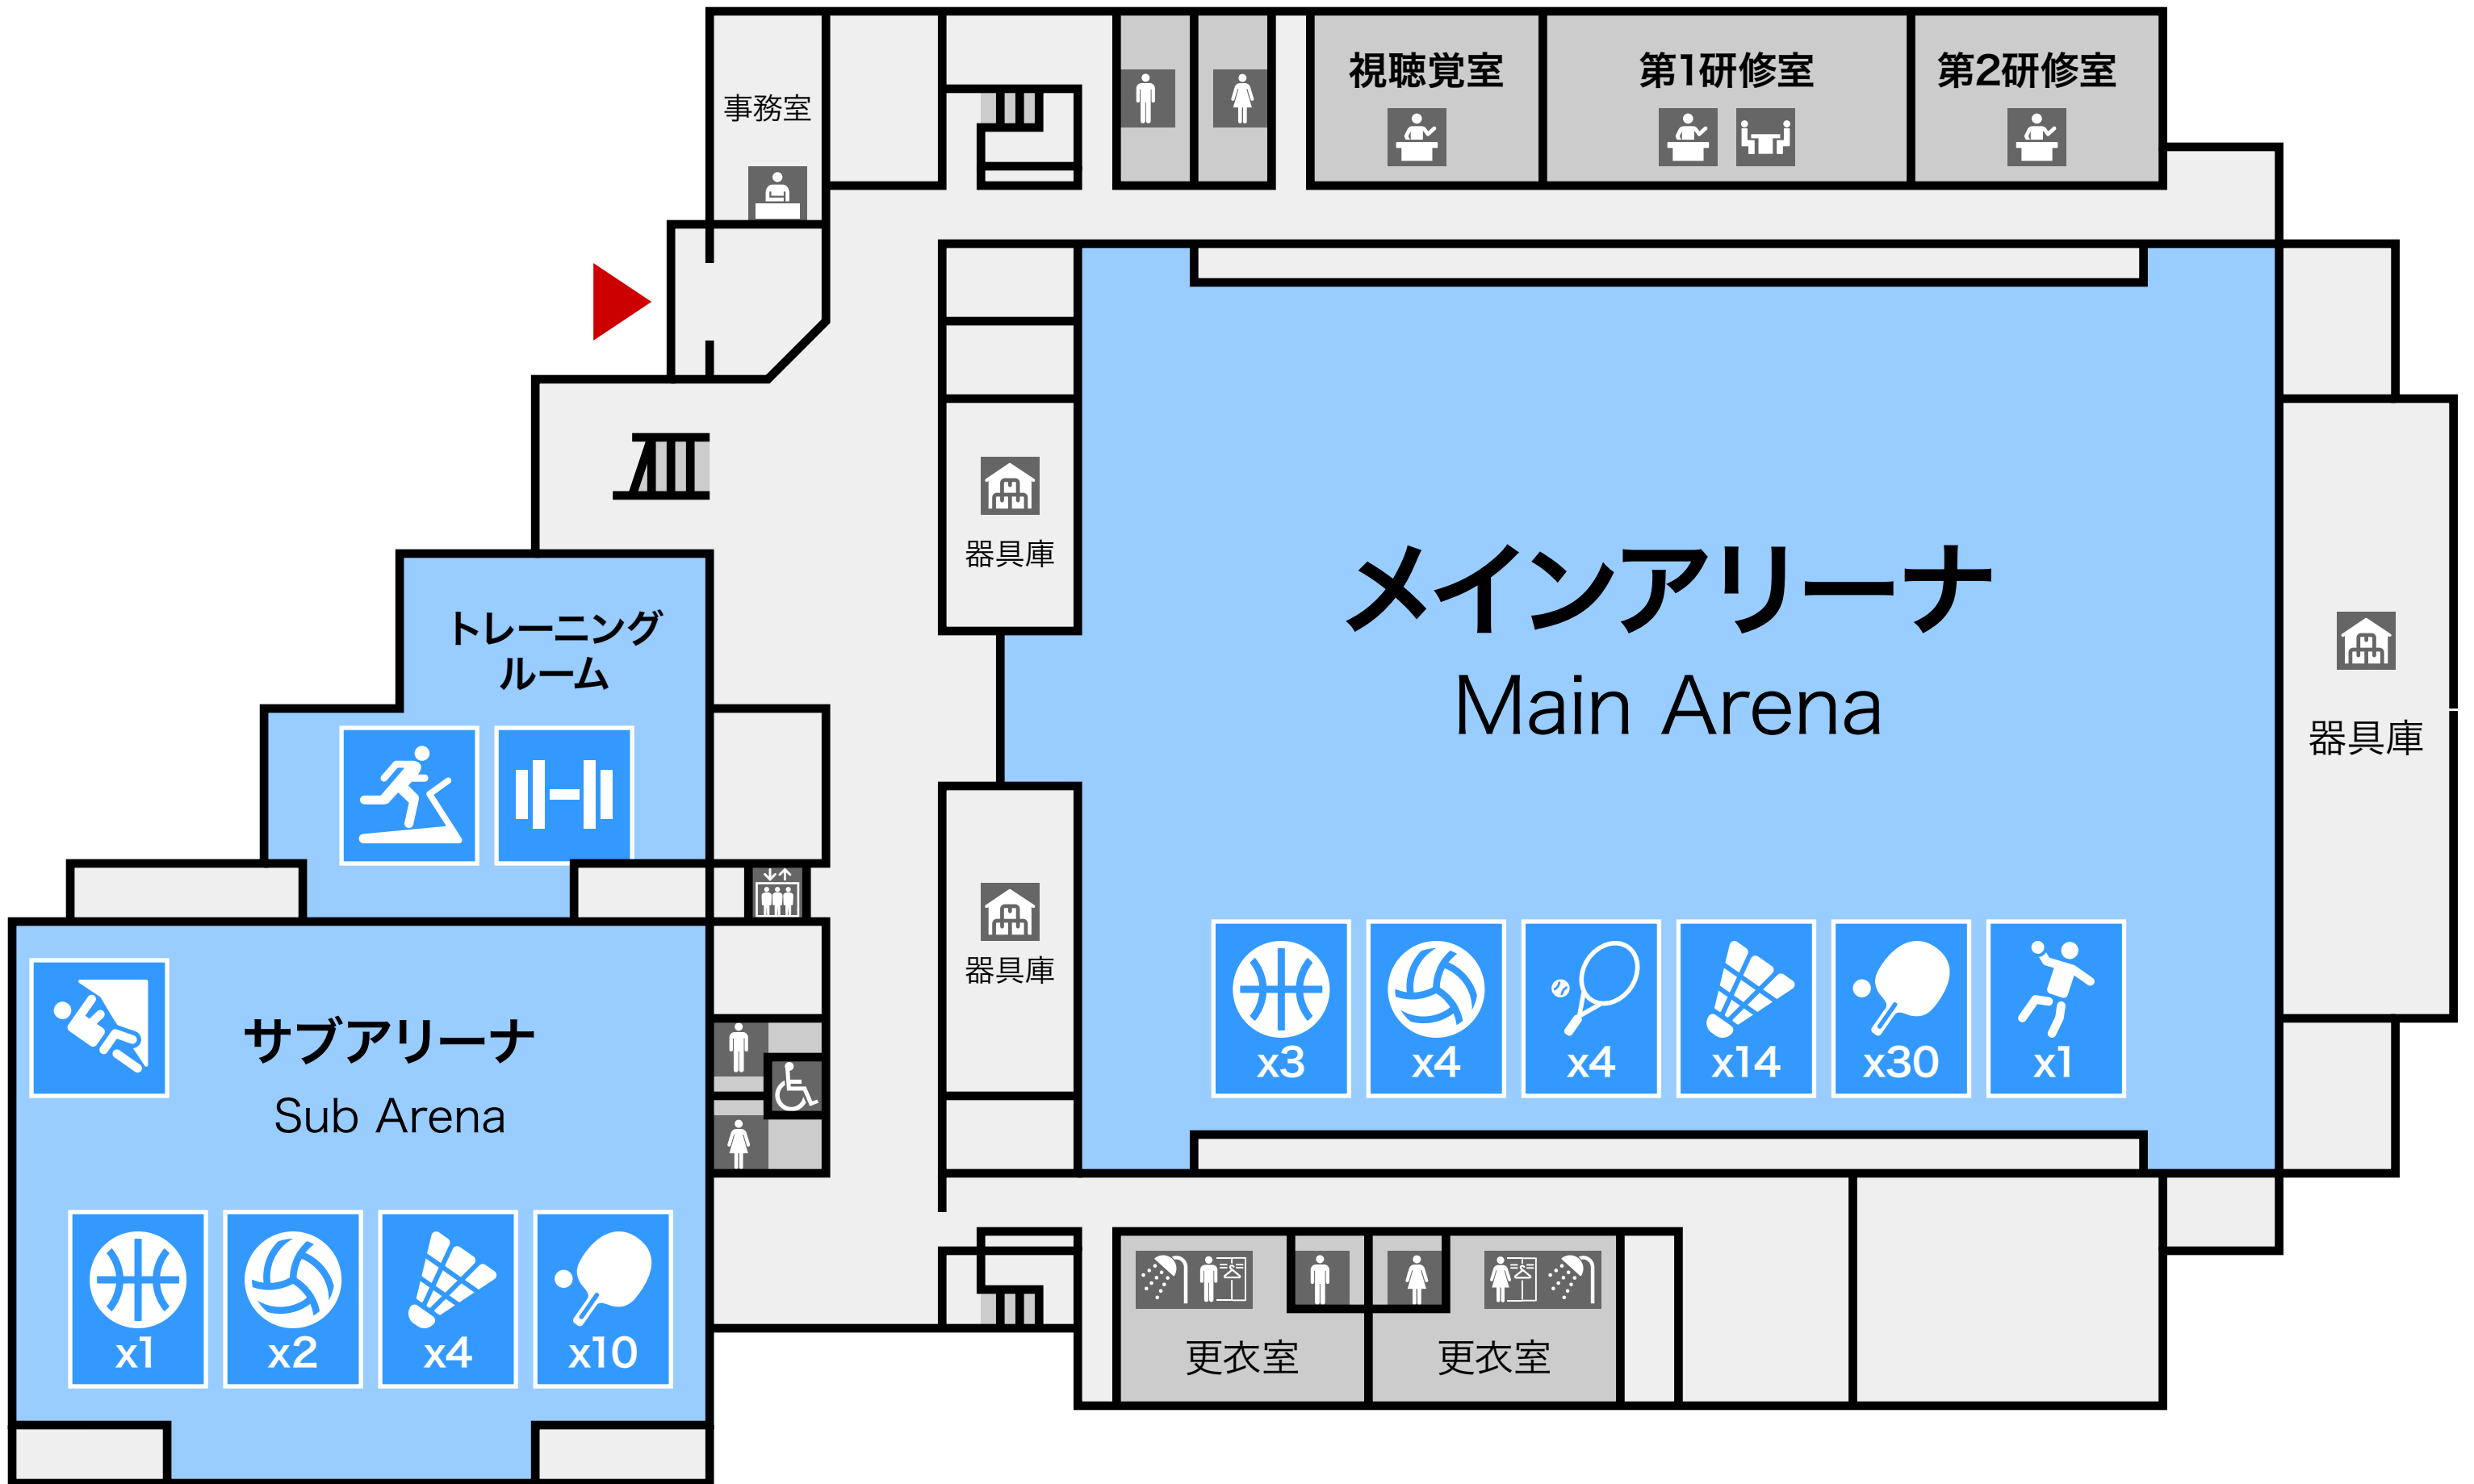 視聴覚室
第1研修室
第2研修室
事務室
器具庫
メインアリーナ
Main Arena
トレーニング
ルーム
器具庫
器具庫
サブアリーナ
Sub Arena
x3
x4
x4
x14
x30
x1
x1
x2
x4
x10
更衣室
更衣室